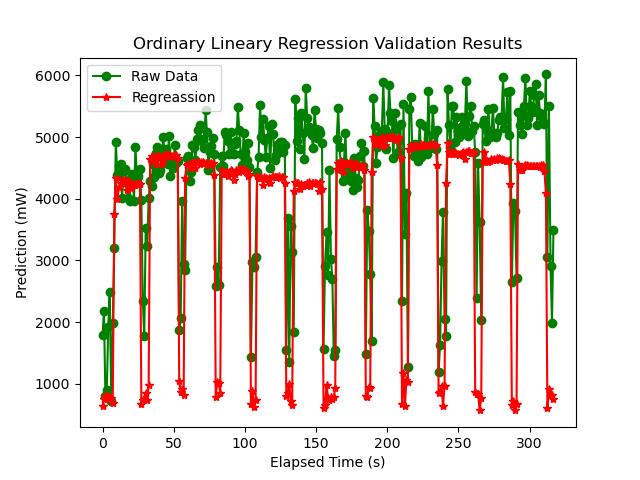 Ordinary Lineary Regression Validation Results
Raw Data
Regreassion
6000
5000
4000
3000
2000
1000
Prediction (mW)
0 50 100 150 200 250 300
Elapsed Time (s)